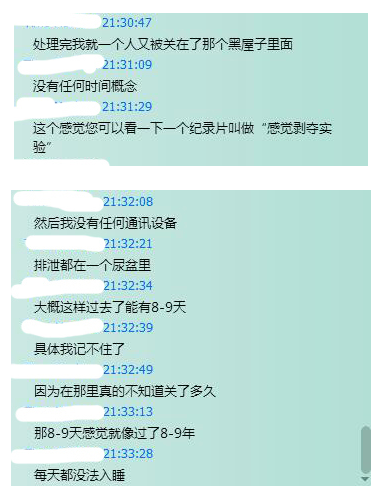 21:30:47
处理完我就一个人又被关在了那个黑屋子里面
21:31:09
没有任何时间概念
21:31:29
这个感觉您可以看一下一个纪录片叫做“感觉剥夺实
验”
21:32:08
然后我没有任何通讯设备
21:32:21
排泄都在一个尿盆里
21:32:34
大概这样过去了能有8-9天
21:32:39
具体我记不住了
21:32:49
因为在那里真的不知道关了多久
21:33:13
那8-9天感觉就像过了8-9年
21:33:28
每天都没法入睡